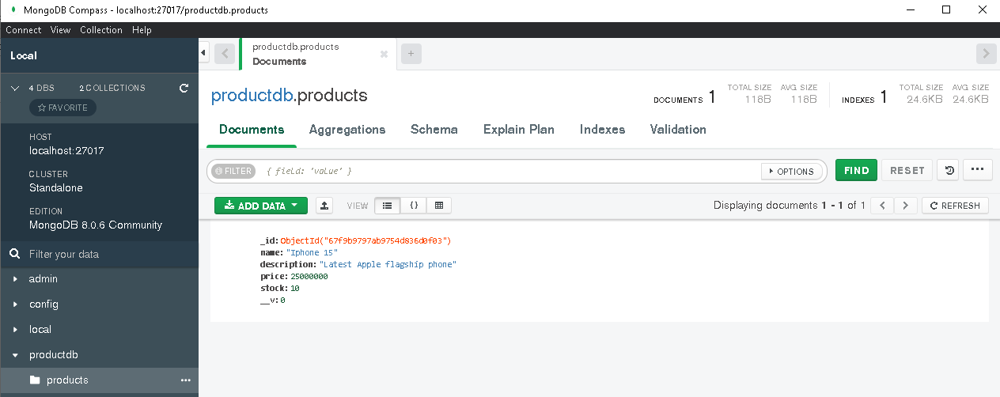 MongoDB Compass - localhost:27017/productdb.products
Connect View Collection Help
Local
4 DBS 2 COLLECTIONS
FAVORITE
HOST
localhost:27017
CLUSTER
Standalone
EDITION
MongoDB 8.0.6 Community
Filter your data
admin
config
local
productdb
products
productdb.products
Documents
productdb.products
DOCUMENTS 1 TOTAL SIZE 118B AVG SIZE 118B INDEXES 1 TOTAL SIZE 24.6KB AVG SIZE 24.6KB
Documents Aggregations Schema Explain Plan Indexes Validation
FILTER { field: 'value' } OPTIONS FIND RESET
ADD DATA VIEW {} Displaying documents 1 - 1 of 1 REFRESH
_id: ObjectId("67f9b9797ab9754d836d0f03")
name: "Iphone 15"
description: "Latest Apple flagship phone"
price: 25000000
stock: 10
__v: 0